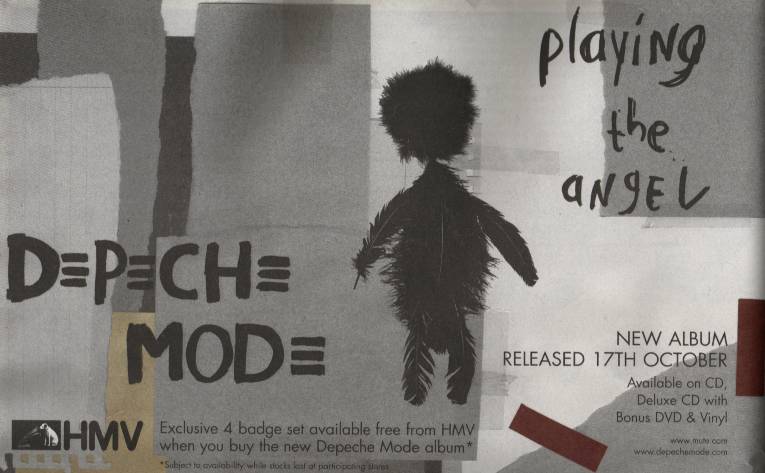 playing
the
angel
DEPECHE
MODE
NEW ALBUM
RELEASED 17TH OCTOBER
Available on CD,
Deluxe CD with
Bonus DVD & Vinyl
www.mute.com
www.depechemode.com
HMV
Exclusive 4 badge set available free from HMV
when you buy the new Depeche Mode album*
*Subject to availability, while stocks last at participating stores